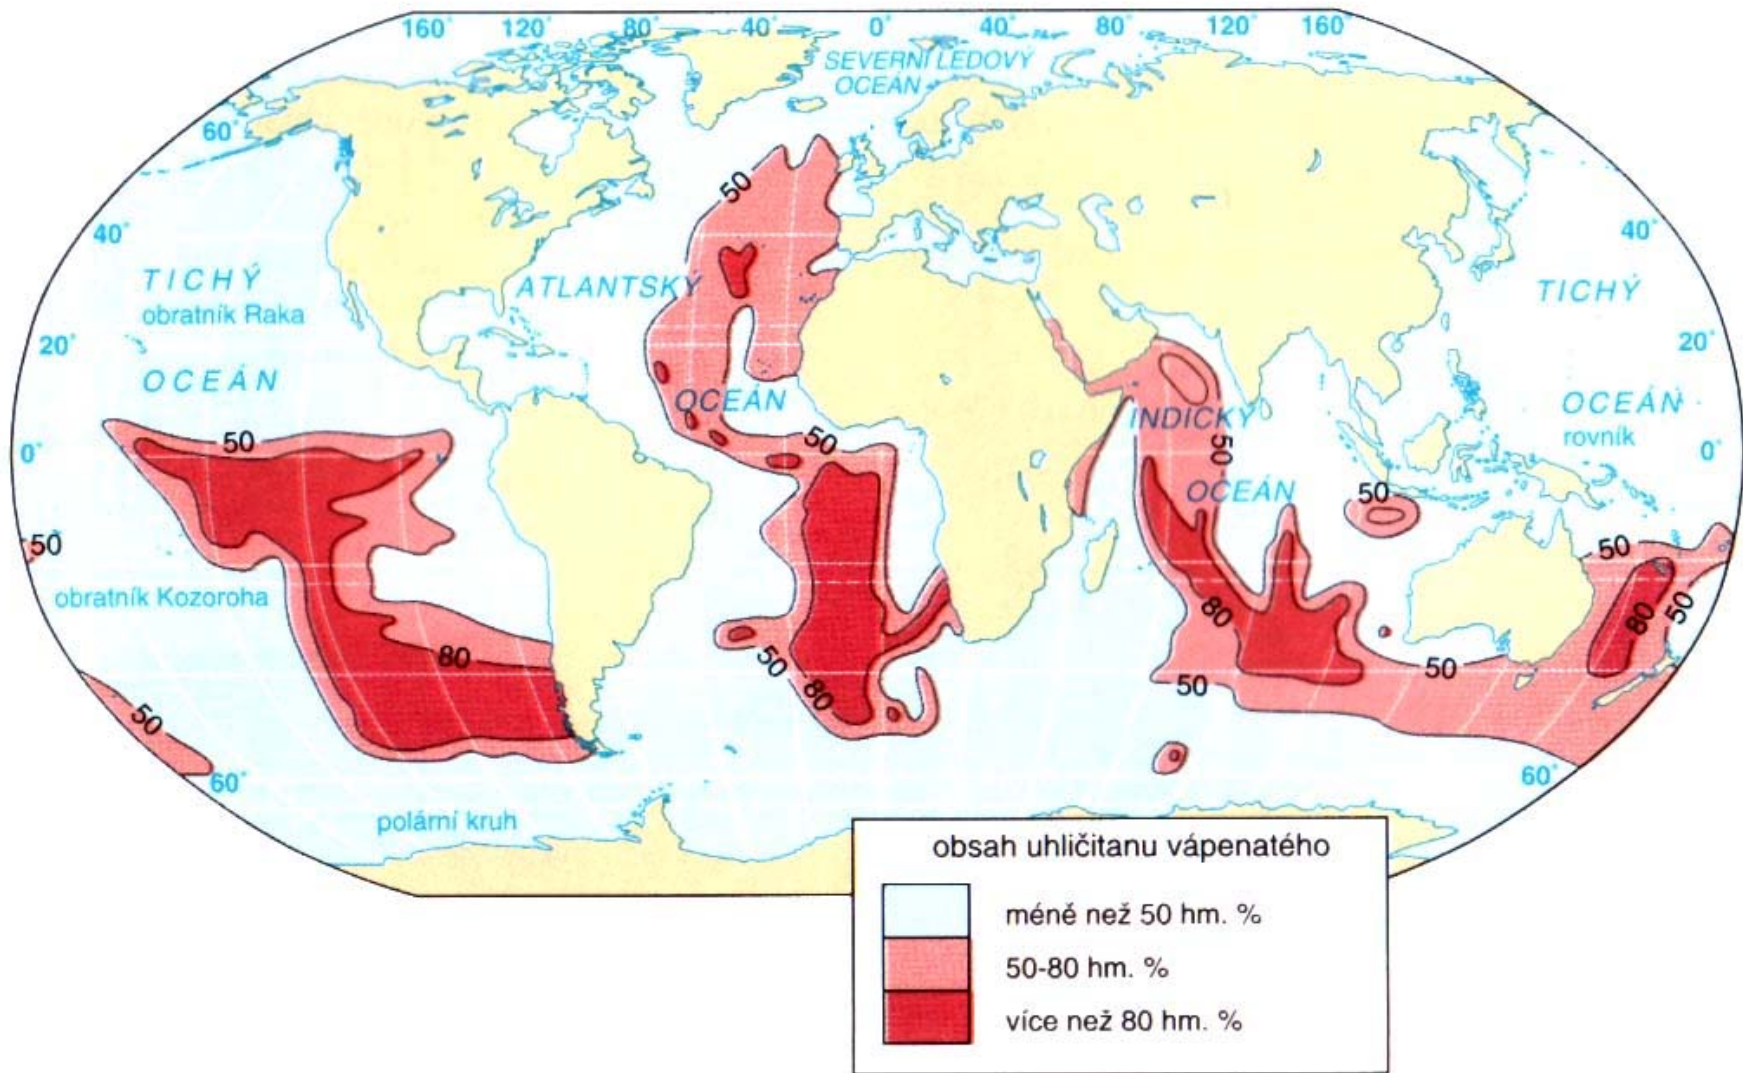 160 120° 80 40° 0° 40° 80° 120° 160°
SEVERNÍ LEDOVÝ
OCEÁN
60°
50
40° 40°
TICHÝ ATLANTSKÝ TICHÝ
obratník Raka
20° 20°
OCEÁN OCEÁN INDICKÝ OCEÁN
rovník
0° 50 50 50 0°
OCEÁN 50
50 50
obratník Kozoroha 80 80 50
80 50 50
50 80 50
60° 60°
polární kruh
obsah uhličitanu vápenatého
méně než 50 hm. %
50-80 hm. %
více než 80 hm. %